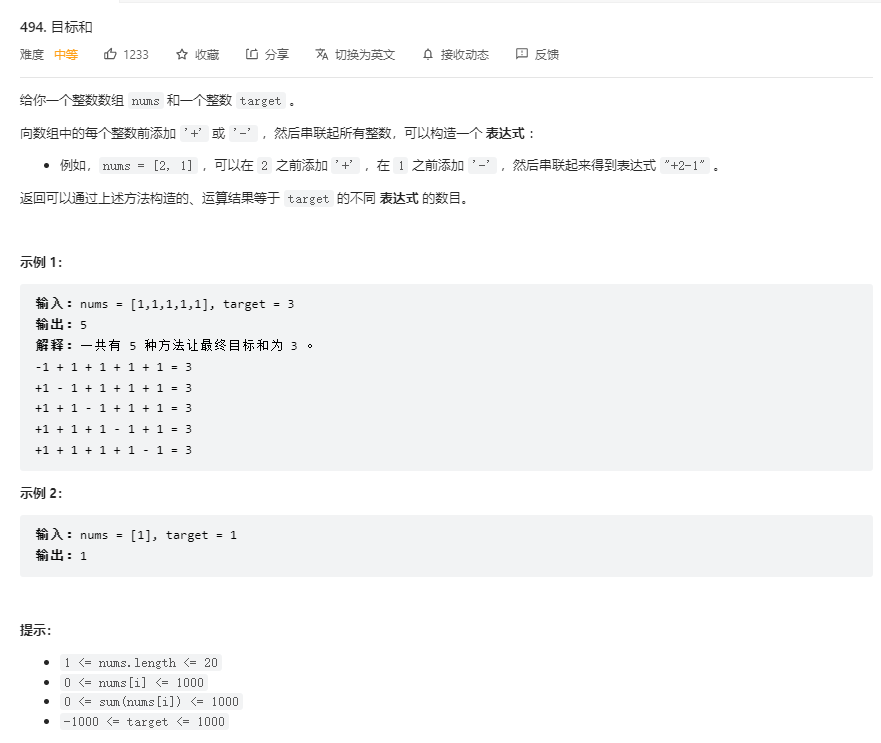 494. 目标和
难度 中等 1233 收藏 分享 切换为英文 接收动态 反馈
给你一个整数数组 nums 和一个整数 target 。
向数组中的每个整数前添加 '+' 或 '-' ，然后串联起所有整数，可以构造一个 表达式 ：
例如，nums = [2, 1] ，可以在 2 之前添加 '+' ，在 1 之前添加 '-' ，然后串联起来得到表达式 "+2-1" 。
返回可以通过上述方法构造的、运算结果等于 target 的不同 表达式 的数目。
示例 1：
输入：nums = [1,1,1,1,1], target = 3
输出：5
解释：一共有 5 种方法让最终目标和为 3 。
-1 + 1 + 1 + 1 + 1 = 3
+1 - 1 + 1 + 1 + 1 = 3
+1 + 1 - 1 + 1 + 1 = 3
+1 + 1 + 1 - 1 + 1 = 3
+1 + 1 + 1 + 1 - 1 = 3
示例 2：
输入：nums = [1], target = 1
输出：1
提示：
1 <= nums.length <= 20
0 <= nums[i] <= 1000
0 <= sum(nums[i]) <= 1000
-1000 <= target <= 1000